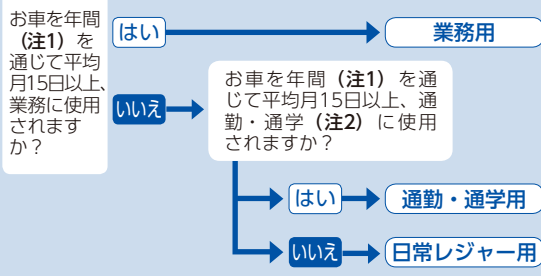 お車を年間
（注1）を
通じて平均
月15日以上、
業務に使用
されます
か？
はい
業務用
いいえ
お車を年間（注1）を通
じて平均月15日以上、通
勤・通学（注2）に使用
されますか？
はい
通勤・通学用
いいえ
日常レジャー用